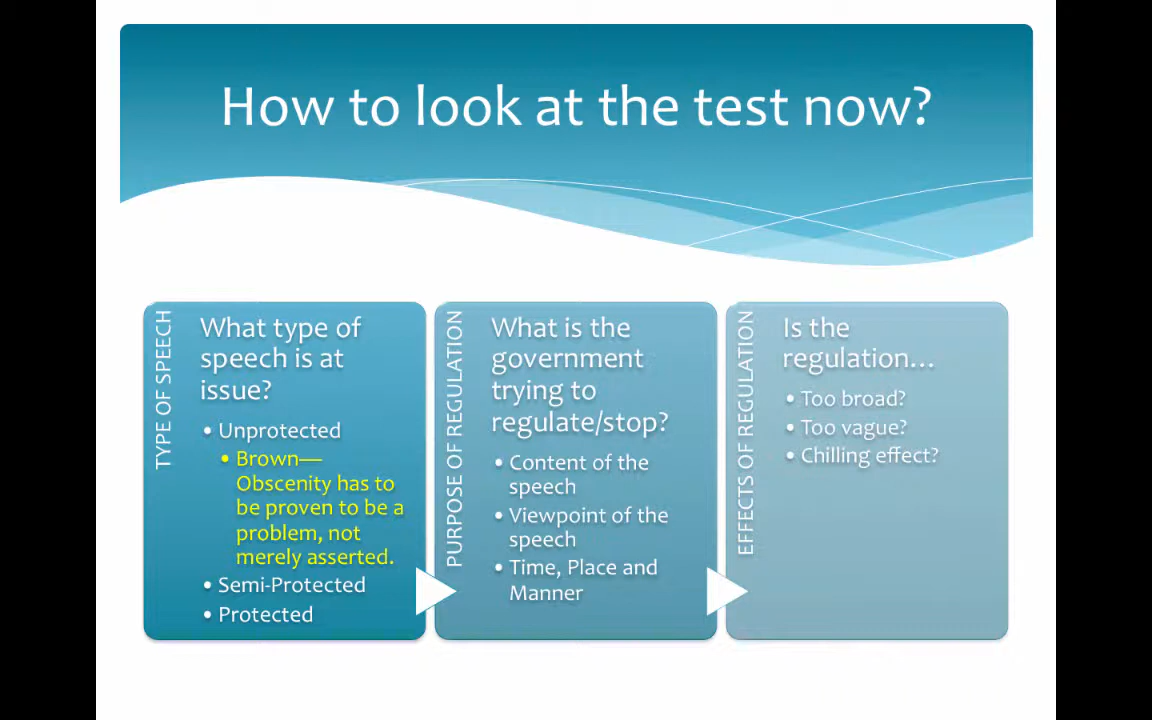 How to look at the test now?
TYPE OF SPEECH
What type of
speech is at
issue?
• Unprotected
• Brown—
Obscenity has to
be proven to be a
problem, not
merely asserted.
• Semi-Protected
• Protected
PURPOSE OF REGULATION
What is the
government
trying to
regulate/stop?
• Content of the
speech
• Viewpoint of the
speech
• Time, Place and
Manner
EFFECTS OF REGULATION
Is the
regulation…
• Too broad?
• Too vague?
• Chilling effect?